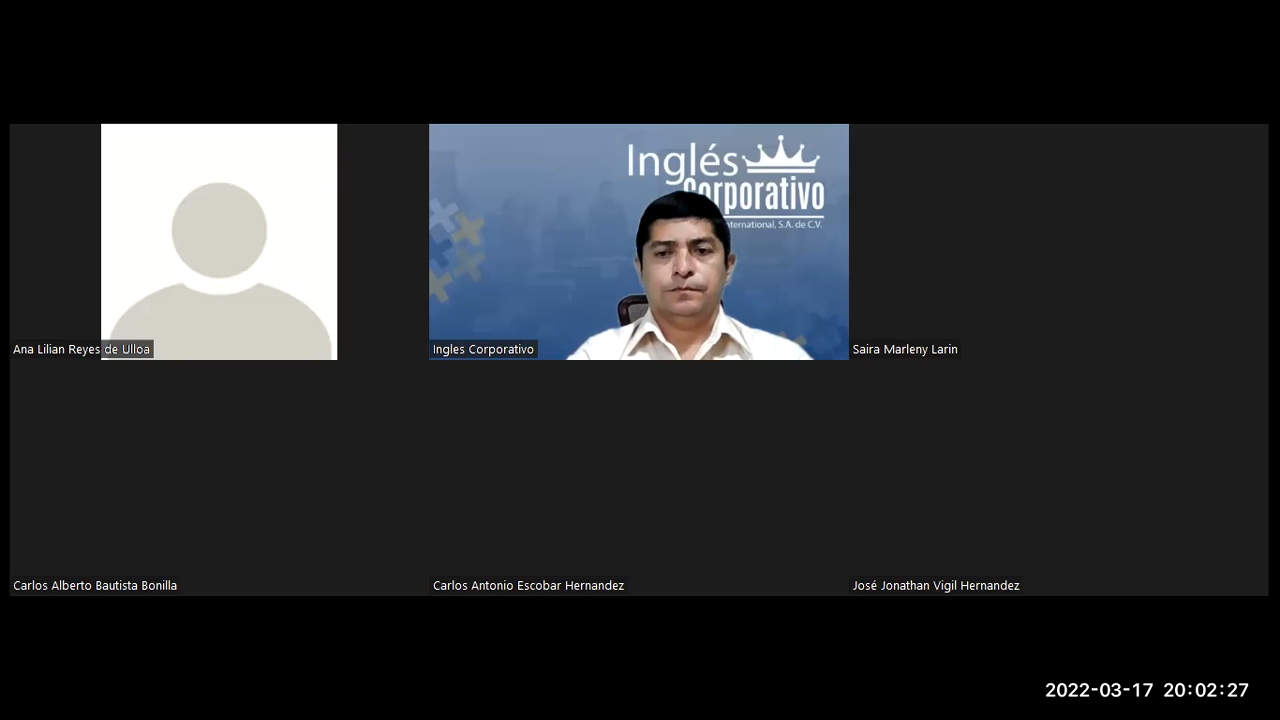 Inglés
Corporativo
International, S.A. de C.V.
Ana Lilian Reyes de Ulloa
Ingles Corporativo
Saira Marleny Larin
Carlos Alberto Bautista Bonilla
Carlos Antonio Escobar Hernandez
José Jonathan Vigil Hernandez
2022-03-17 20:02:27